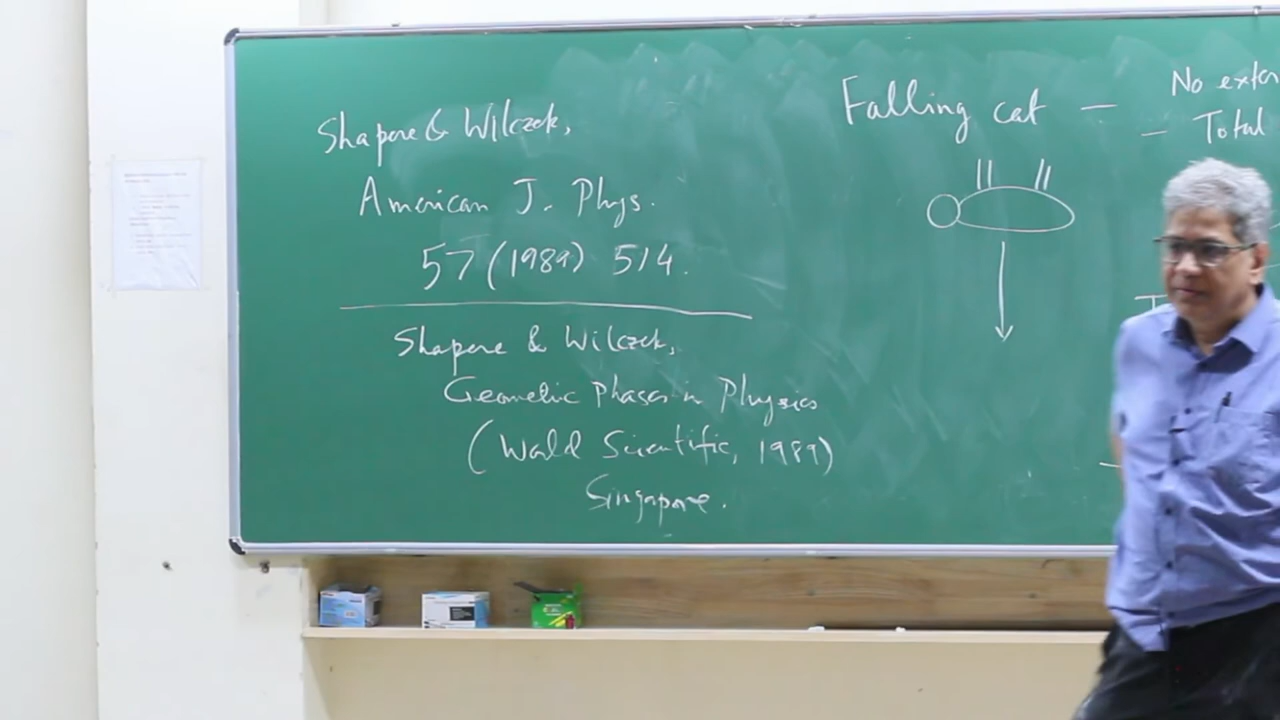 Shapere & Wilczek,
American J. Phys.
57 (1989) 514.
Shapere & Wilczek,
Geometric Phases in Physics
(World Scientific, 1989)
Singapore.
Falling cat —
No exter
— Total